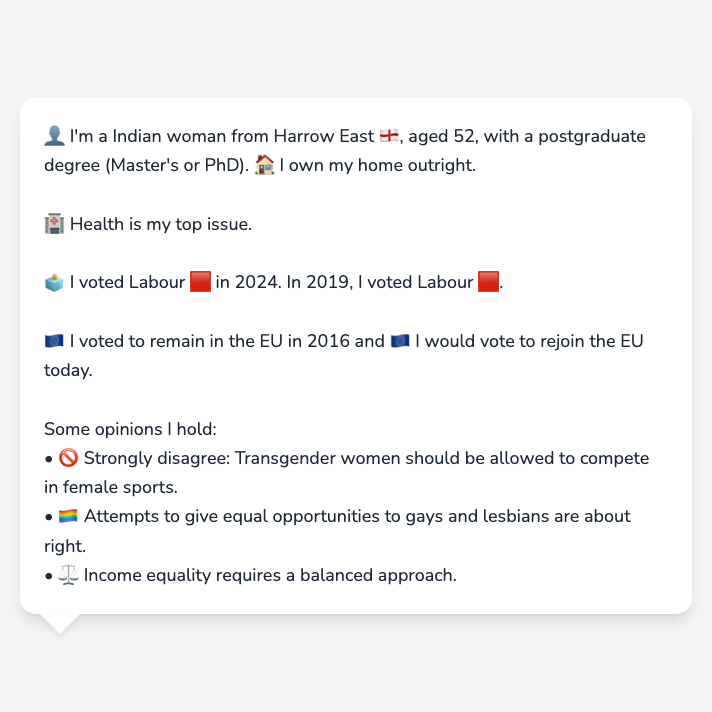 👤 I'm a Indian woman from Harrow East 🏴󠁧󠁢󠁥󠁮󠁧󠁿, aged 52, with a postgraduate
degree (Master's or PhD). 🏠 I own my home outright.
🏥 Health is my top issue.
🗳️ I voted Labour 🟥 in 2024. In 2019, I voted Labour 🟥.
🇪🇺 I voted to remain in the EU in 2016 and 🇪🇺 I would vote to rejoin the EU
today.
Some opinions I hold:
• 🚫 Strongly disagree: Transgender women should be allowed to compete
in female sports.
• 🏳️‍🌈 Attempts to give equal opportunities to gays and lesbians are about
right.
• ⚖️ Income equality requires a balanced approach.